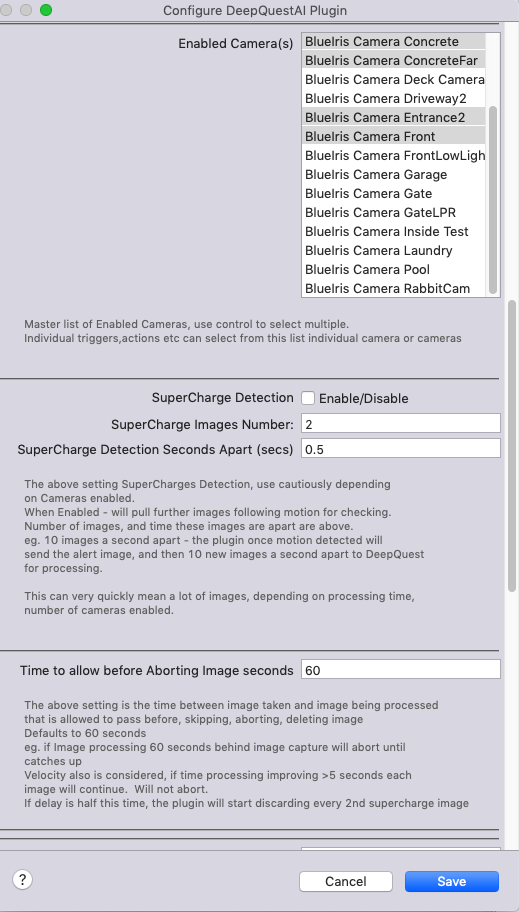 Configure DeepQuestAI Plugin
Enabled Camera(s)
BlueIris Camera Concrete
BlueIris Camera ConcreteFar
BlueIris Camera Deck Camera
BlueIris Camera Driveway2
BlueIris Camera Entrance2
BlueIris Camera Front
BlueIris Camera FrontLowLigh
BlueIris Camera Garage
BlueIris Camera Gate
BlueIris Camera GateLPR
BlueIris Camera Inside Test
BlueIris Camera Laundry
BlueIris Camera Pool
BlueIris Camera RabbitCam
Master list of Enabled Cameras, use control to select multiple.
Individual triggers,actions etc can select from this list individual camera or cameras
SuperCharge Detection Enable/Disable
SuperCharge Images Number: 2
SuperCharge Detection Seconds Apart (secs) 0.5
The above setting SuperCharges Detection, use cautiously depending
on Cameras enabled.
When Enabled - will pull further images following motion for checking.
Number of images, and time these images are apart are above.
eg. 10 images a second apart - the plugin once motion detected will
send the alert image, and then 10 new images a second apart to DeepQuest
for processing.
This can very quickly mean a lot of images, depending on processing time,
number of cameras enabled.
Time to allow before Aborting Image seconds 60
The above setting is the time between image taken and image being processed
that is allowed to pass before, skipping, aborting, deleting image
Defaults to 60 seconds
eg. if Image processing 60 seconds behind image capture will abort until
catches up
Velocity also is considered, if time processing improving >5 seconds each
image will continue. Will not abort.
If delay is half this time, the plugin will start discarding every 2nd supercharge image
? Cancel Save